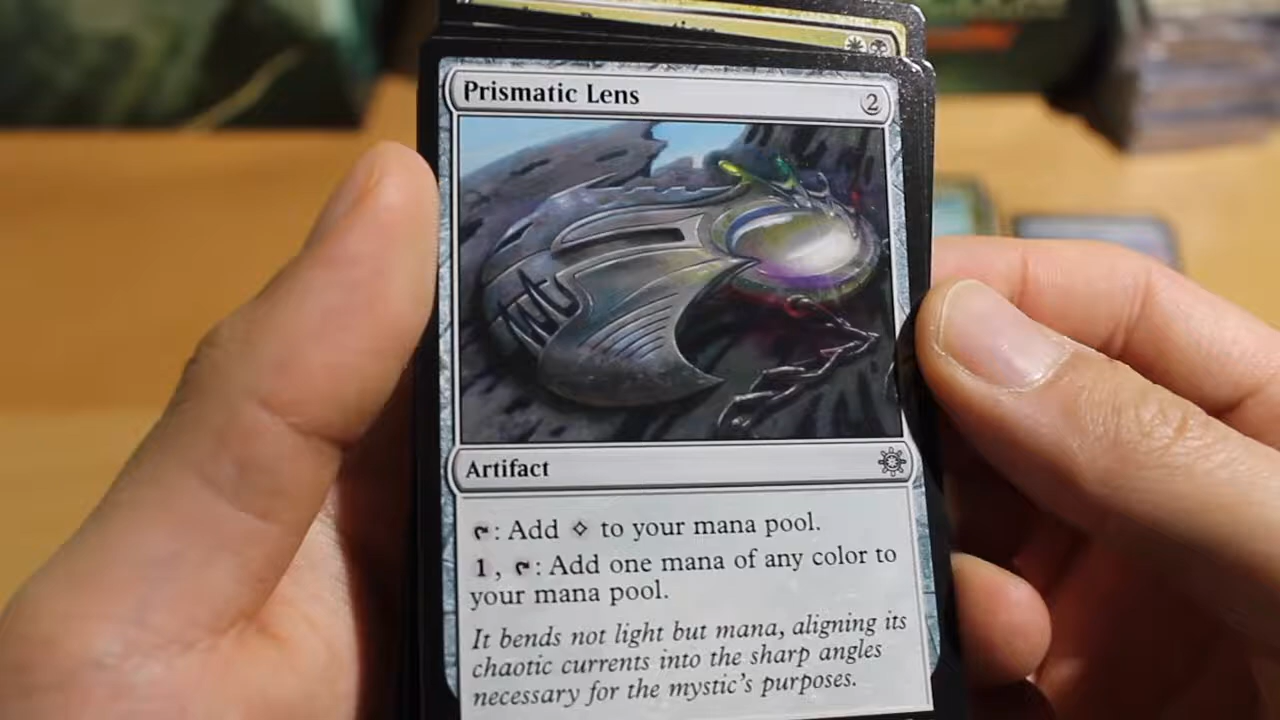 Prismatic Lens 2
Artifact
: Add to your mana pool.
1, : Add one mana of any color to
your mana pool.
It bends not light but mana, aligning its
chaotic currents into the sharp angles
necessary for the mystic's purposes.